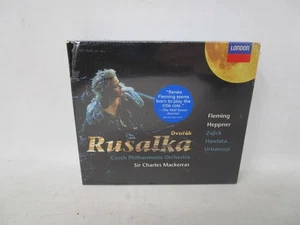 LONDON
"Renée
Fleming seems
born to play the
title role."
Fleming
Heppner
Zajick
Hawlata
Urbanová
Dvořák
Rusalka
Czech Philharmonic Orchestra
Sir Charles Mackerras